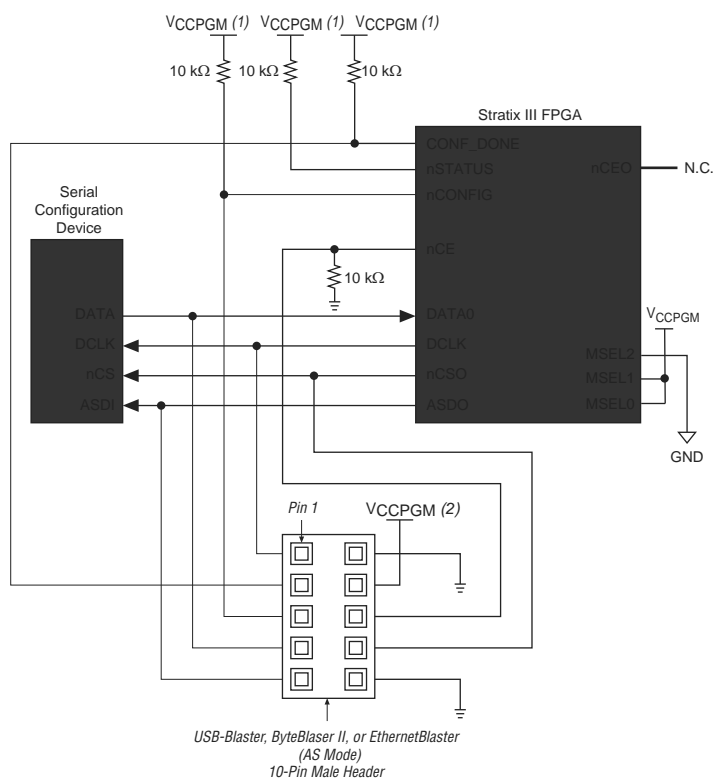 VCCPGM (1) VCCPGM (1) VCCPGM (1)
10 kΩ 10 kΩ 10 kΩ
Stratix III FPGA
CONF_DONE
nSTATUS
nCONFIG
nCE
nCEO
N.C.
Serial
Configuration
Device
10 kΩ
DATA
DCLK
nCS
ASDI
DATA0
DCLK
nCSO
ASDO
VCCPGM
MSEL2
MSEL1
MSEL0
GND
Pin 1
VCCPGM (2)
USB-Blaster, ByteBlaser II, or EthernetBlaster
(AS Mode)
10-Pin Male Header